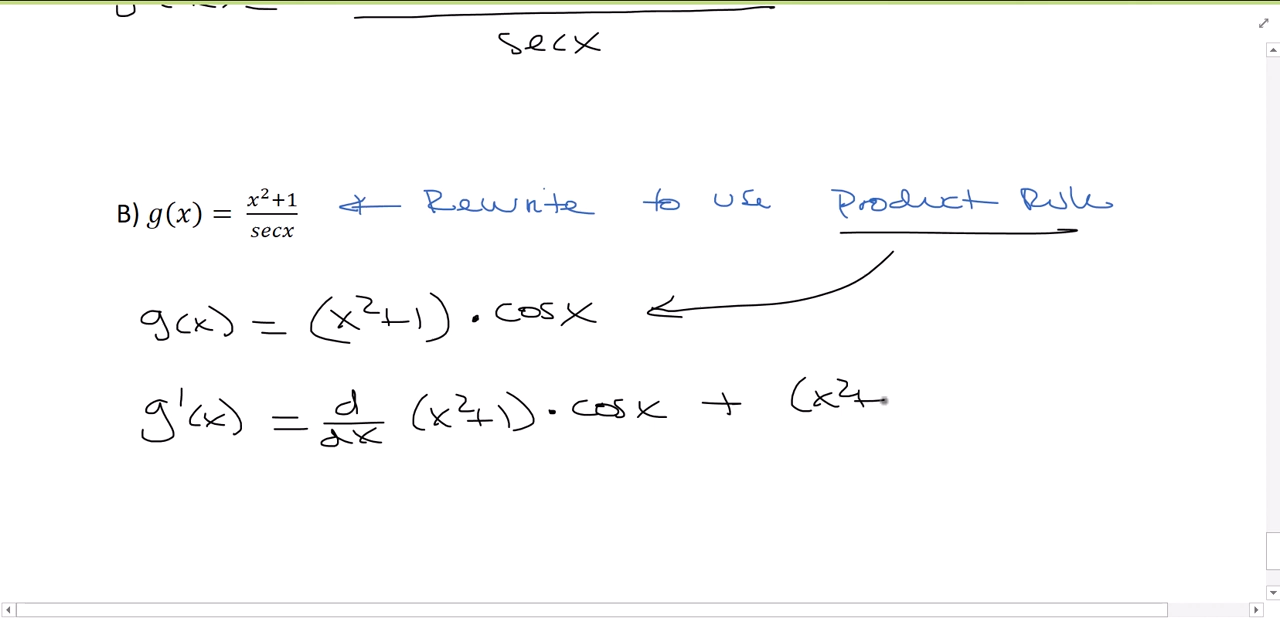 secx
B) g(x) = x²+1 / secx ← Rewrite to use Product Rule
g(x) = (x²+1) · cosx
g'(x) = d/dx (x²+1) · cosx + (x²+